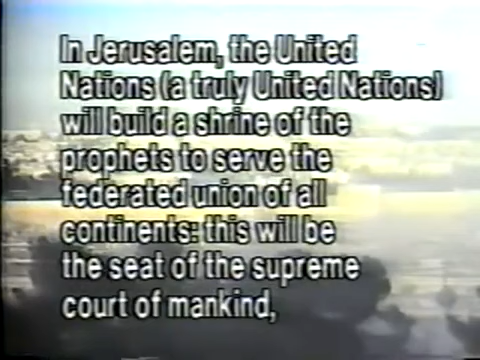 In Jerusalem, the United
Nations (a truly United Nations)
will build a shrine of the
prophets to serve the
federated union of all
continents: this will be
the seat of the supreme
court of mankind,